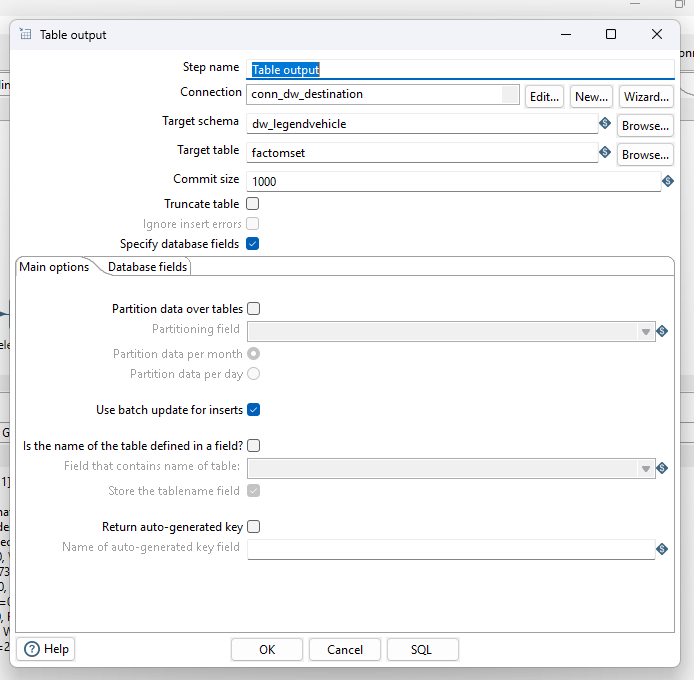 Table output
Step name Table output
Connection conn_dw_destination Edit... New... Wizard...
Target schema dw_legendvehicle Browse...
Target table factomset Browse...
Commit size 1000
Truncate table
Ignore insert errors
Specify database fields
Main options Database fields
Partition data over tables
Partitioning field
Partition data per month
Partition data per day
Use batch update for inserts
Is the name of the table defined in a field?
Field that contains name of table:
Store the tablename field
Return auto-generated key
Name of auto-generated key field
Help OK Cancel SQL